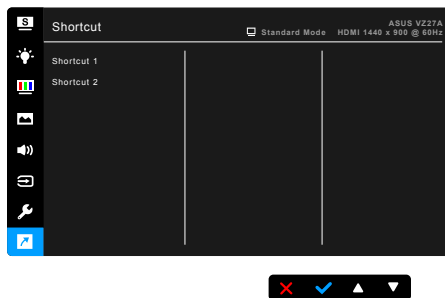 S
Shortcut
ASUS VZ27A
Standard Mode HDMI 1440 x 900 @ 60Hz
Shortcut 1
Shortcut 2